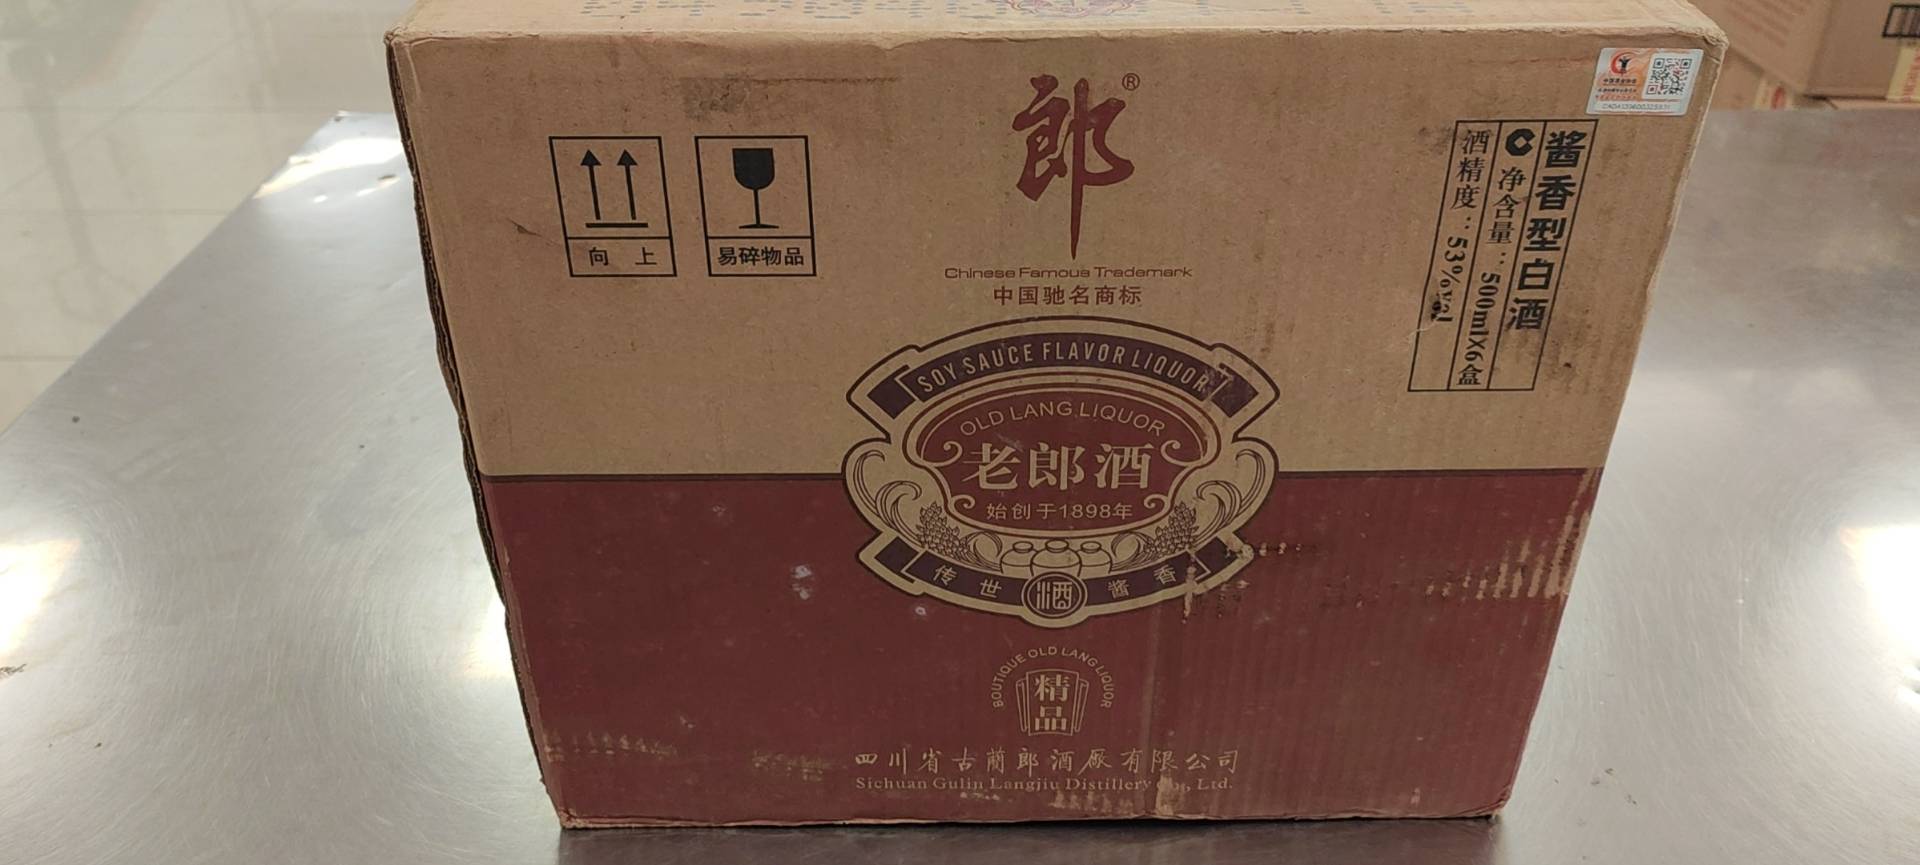 郎®
Chinese Famous Trademark
中国驰名商标
向上
易碎物品
酱香型白酒
净含量：500mlX6盒
酒精度：53%vol
SOY SAUCE FLAVOR LIQUOR
OLD LANG LIQUOR
老郎酒
始创于1898年
传世
酒
酱香
BOUTIQUE OLD LANG LIQUOR
精品
四川省古蔺郎酒厰有限公司
Sichuan Gulin Langjiu Distillery Co., Ltd.